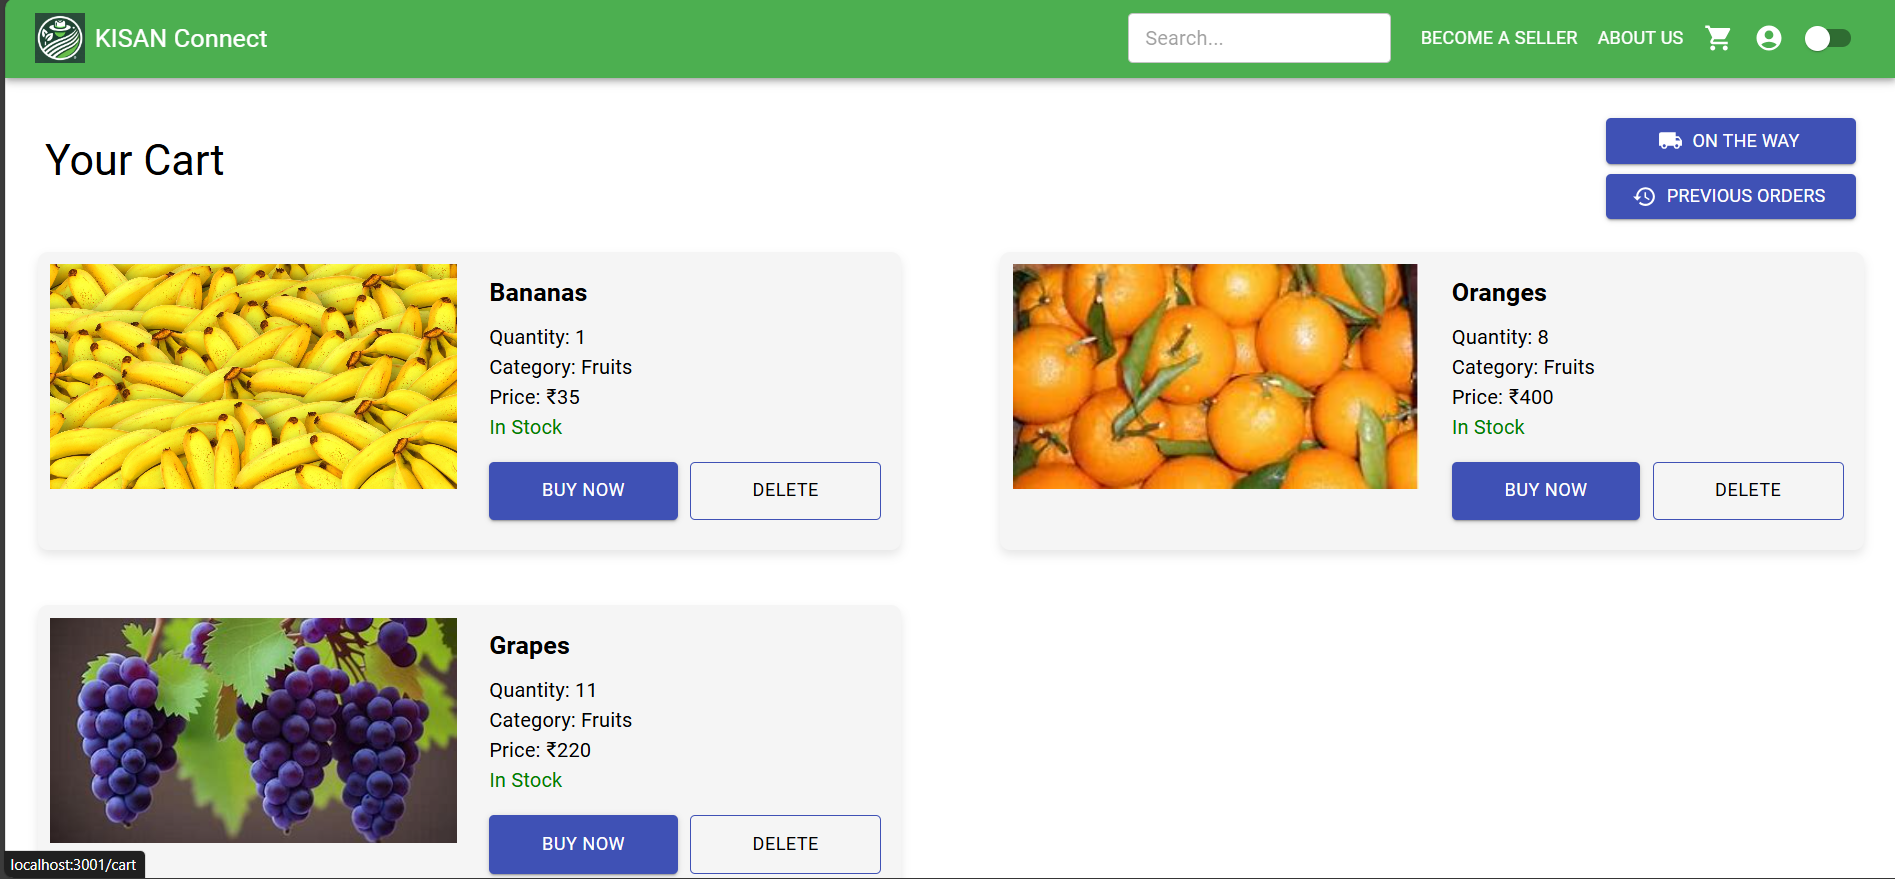 KISAN Connect
Search...
BECOME A SELLER
ABOUT US
Your Cart
ON THE WAY
PREVIOUS ORDERS
Bananas
Quantity: 1
Category: Fruits
Price: ₹35
In Stock
BUY NOW
DELETE
Oranges
Quantity: 8
Category: Fruits
Price: ₹400
In Stock
BUY NOW
DELETE
Grapes
Quantity: 11
Category: Fruits
Price: ₹220
In Stock
BUY NOW
DELETE
localhost:3001/cart